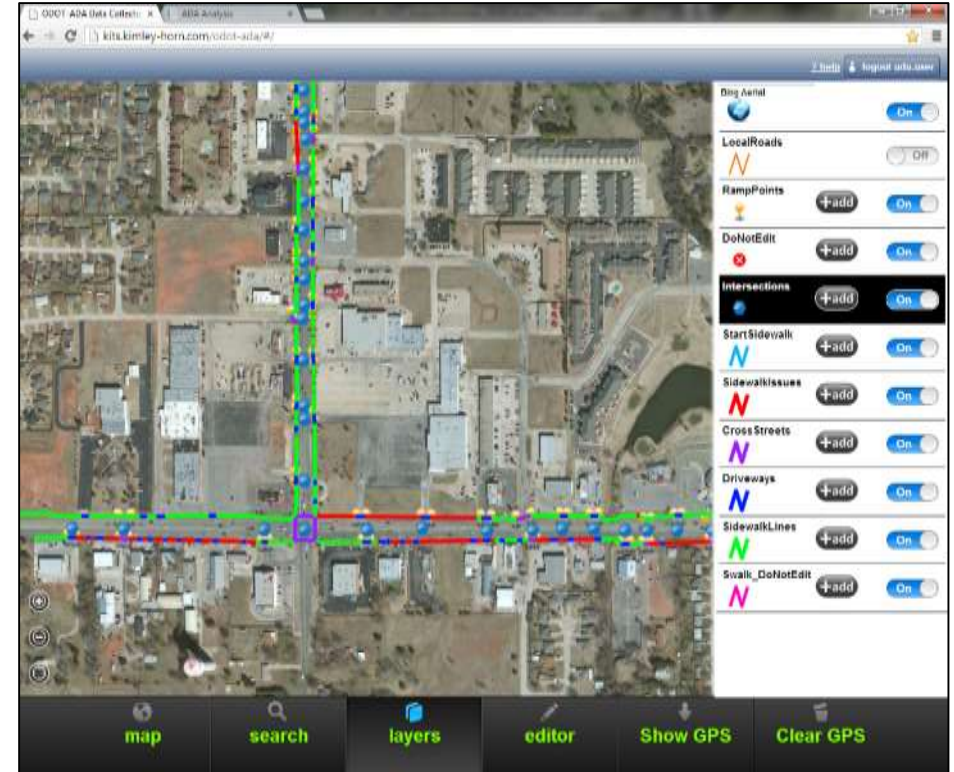 ODOT-ADA Data Collecto
ADA Analysis
kits.kimley-horn.com/odot-ada/#/
? help
logout ada.user
Bing Aerial
On
LocalRoads
Off
RampPoints
+add
On
DoNotEdit
+add
On
Intersections
+add
On
StartSidewalk
+add
On
SidewalkIssues
+add
On
CrossStreets
+add
On
Driveways
+add
On
SidewalkLines
+add
On
Swalk_DoNotEdit
+add
On
map
search
layers
editor
Show GPS
Clear GPS